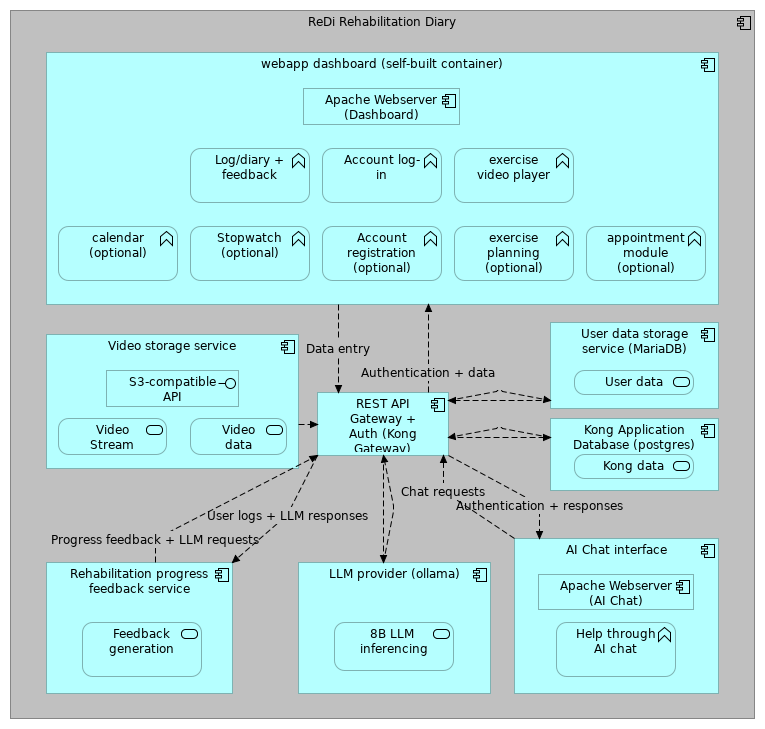 ReDi Rehabilitation Diary
webapp dashboard (self-built container)
Apache Webserver
(Dashboard)
Log/diary +
feedback
Account log-
in
exercise
video player
calendar
(optional)
Stopwatch
(optional)
Account
registration
(optional)
exercise
planning
(optional)
appointment
module
(optional)
Data entry
Authentication + data
Video storage service
S3-compatible
API
Video
Stream
Video
data
REST API
Gateway +
Auth (Kong
Gateway)
User data storage
service (MariaDB)
User data
Kong Application
Database (postgres)
Kong data
Chat requests
Authentication + responses
User logs + LLM responses
Progress feedback + LLM requests
Rehabilitation progress
feedback service
Feedback
generation
LLM provider (ollama)
8B LLM
inferencing
AI Chat interface
Apache Webserver
(AI Chat)
Help through
AI chat